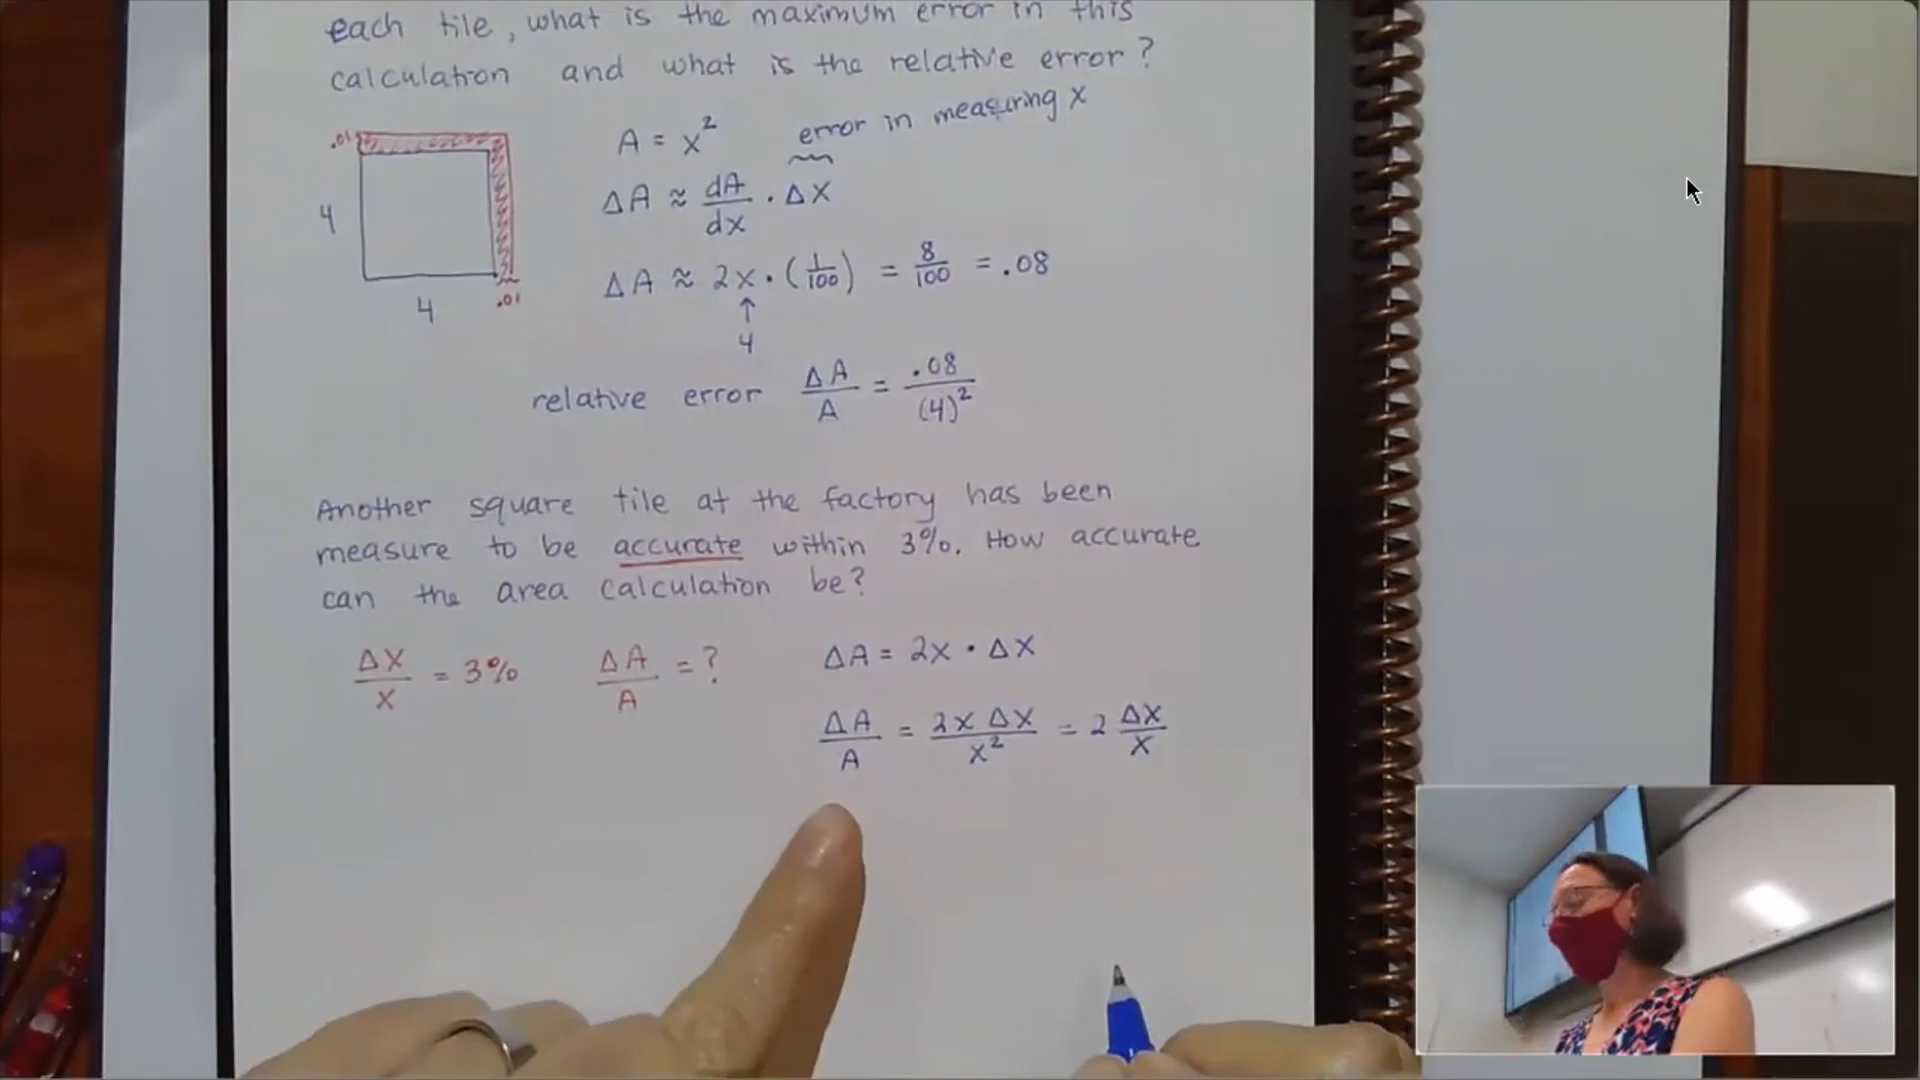 each tile, what is the maximum error in this
calculation and what is the relative error?
A = x² error in measuring x
ΔA ≈ dA/dx · Δx
ΔA ≈ 2x · (1/100) = 8/100 = .08
↑
4
.01
4
4
.01
relative error ΔA/A = .08/(4)²
Another square tile at the factory has been
measure to be accurate within 3%. How accurate
can the area calculation be?
Δx/x = 3% ΔA/A = ? ΔA = 2x · Δx
ΔA/A = 2x Δx/x² = 2 Δx/x